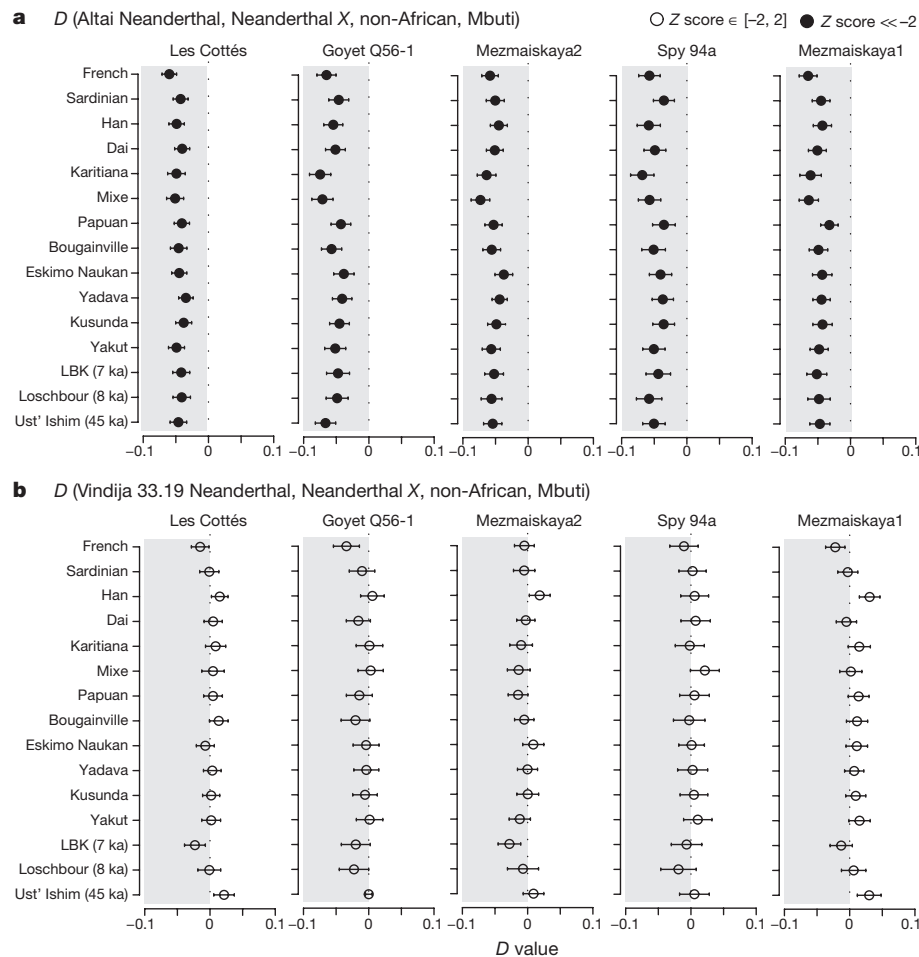 a D (Altai Neanderthal, Neanderthal X, non-African, Mbuti) ○ Z score ∈ [-2, 2] ● Z score << -2
Les Cottés Goyet Q56-1 Mezmaiskaya2 Spy 94a Mezmaiskaya1
French
Sardinian
Han
Dai
Karitiana
Mixe
Papuan
Bougainville
Eskimo Naukan
Yadava
Kusunda
Yakut
LBK (7 ka)
Loschbour (8 ka)
Ust' Ishim (45 ka)
-0.1 0 0.1 -0.1 0 0.1 -0.1 0 0.1 -0.1 0 0.1 -0.1 0 0.1
b D (Vindija 33.19 Neanderthal, Neanderthal X, non-African, Mbuti)
Les Cottés Goyet Q56-1 Mezmaiskaya2 Spy 94a Mezmaiskaya1
French
Sardinian
Han
Dai
Karitiana
Mixe
Papuan
Bougainville
Eskimo Naukan
Yadava
Kusunda
Yakut
LBK (7 ka)
Loschbour (8 ka)
Ust' Ishim (45 ka)
-0.1 0 0.1 -0.1 0 0.1 -0.1 0 0.1 -0.1 0 0.1 -0.1 0 0.1
D value